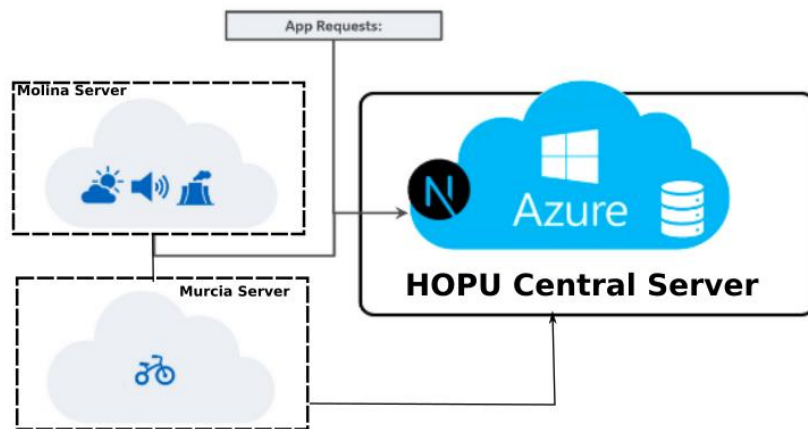 App Requests:
Molina Server
N
Azure
HOPU Central Server
Murcia Server